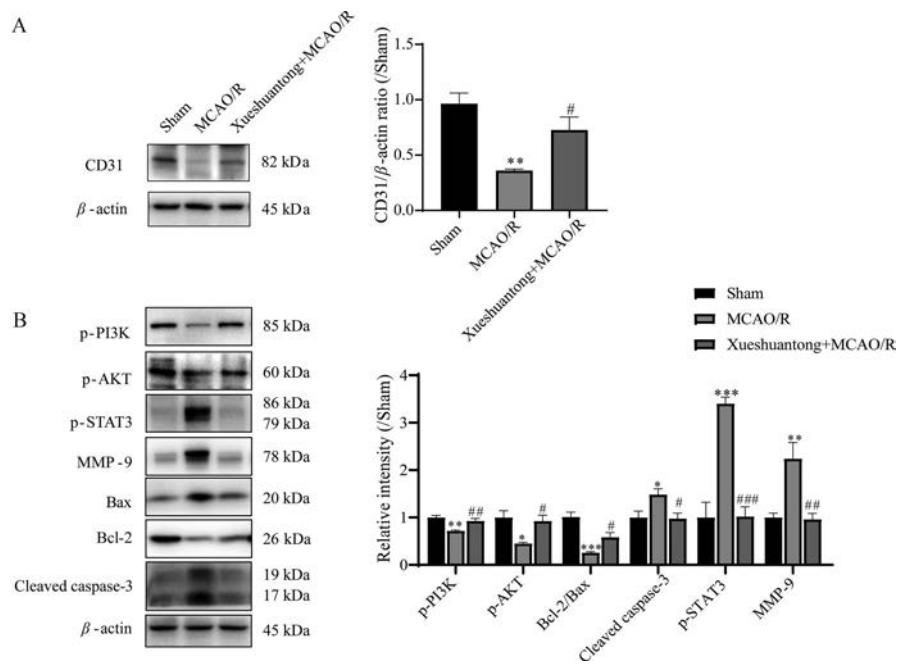 A
Sham
MCAO/R
Xueshuantong+MCAO/R
CD31
82 kDa
β-actin
45 kDa
CD31/β-actin ratio (/Sham)
1.5
1.0
0.5
0.0
**
#
Sham
MCAO/R
Xueshuantong+MCAO/R
B
p-PI3K
85 kDa
p-AKT
60 kDa
p-STAT3
86 kDa
79 kDa
MMP-9
78 kDa
Bax
20 kDa
Bcl-2
26 kDa
Cleaved caspase-3
19 kDa
17 kDa
β-actin
45 kDa
Sham
MCAO/R
Xueshuantong+MCAO/R
Relative intensity (/Sham)
4
3
2
1
0
** ##
* #
*** #
* #
*** ###
** ##
p-PI3K
p-AKT
Bcl-2/Bax
Cleaved caspase-3
p-STAT3
MMP-9